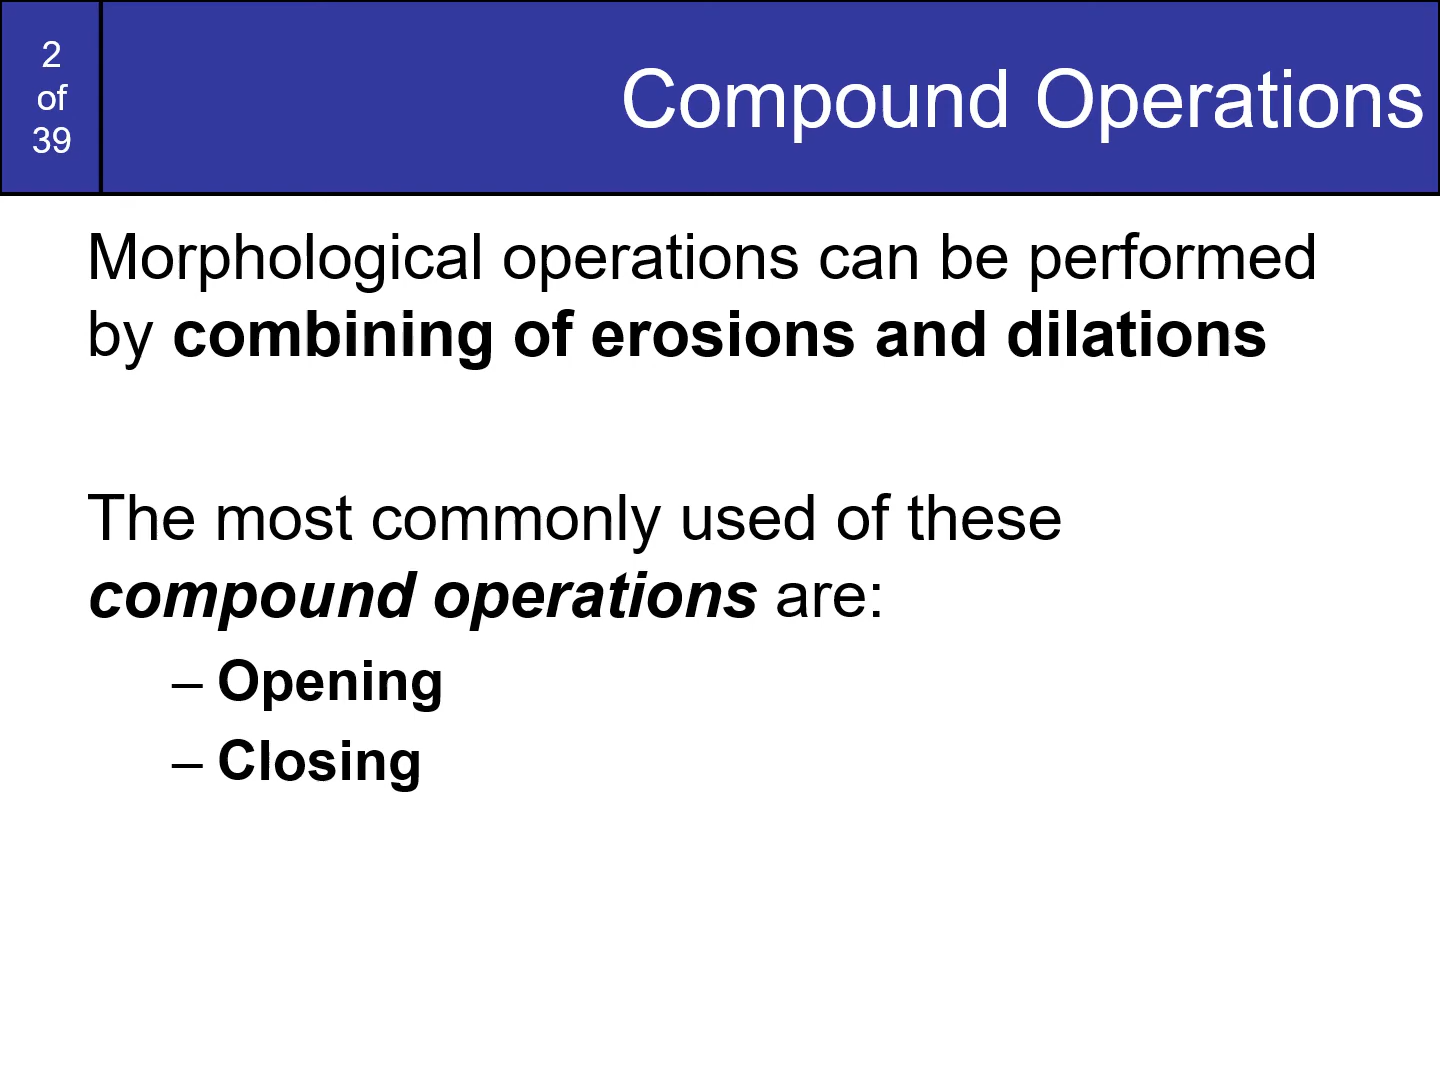 2
of
39
Compound Operations
Morphological operations can be performed
by combining of erosions and dilations
The most commonly used of these
compound operations are:
– Opening
– Closing